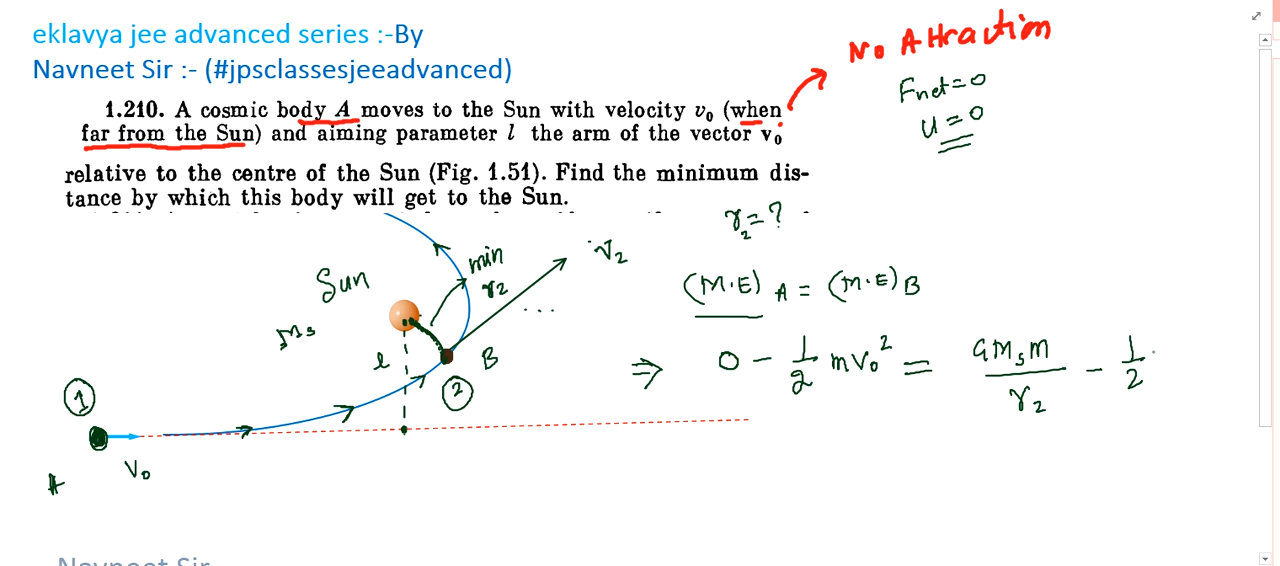 eklavya jee advanced series :-By
Navneet Sir :- (#jpsclassesjeeadvanced)
No Attraction
Fnet=0
U=0
1.210. A cosmic body A moves to the Sun with velocity v₀ (when
far from the Sun) and aiming parameter l the arm of the vector v₀
relative to the centre of the Sun (Fig. 1.51). Find the minimum dis-
tance by which this body will get to the Sun.
r₂=?
Sun
Ms
min
r₂
V₂
...
l
B
②
①
A
V₀
(M.E)A = (M.E)B
⇒ 0 - 1/2 mv₀² = GMsm/r₂ - 1/2
Navneet Sir